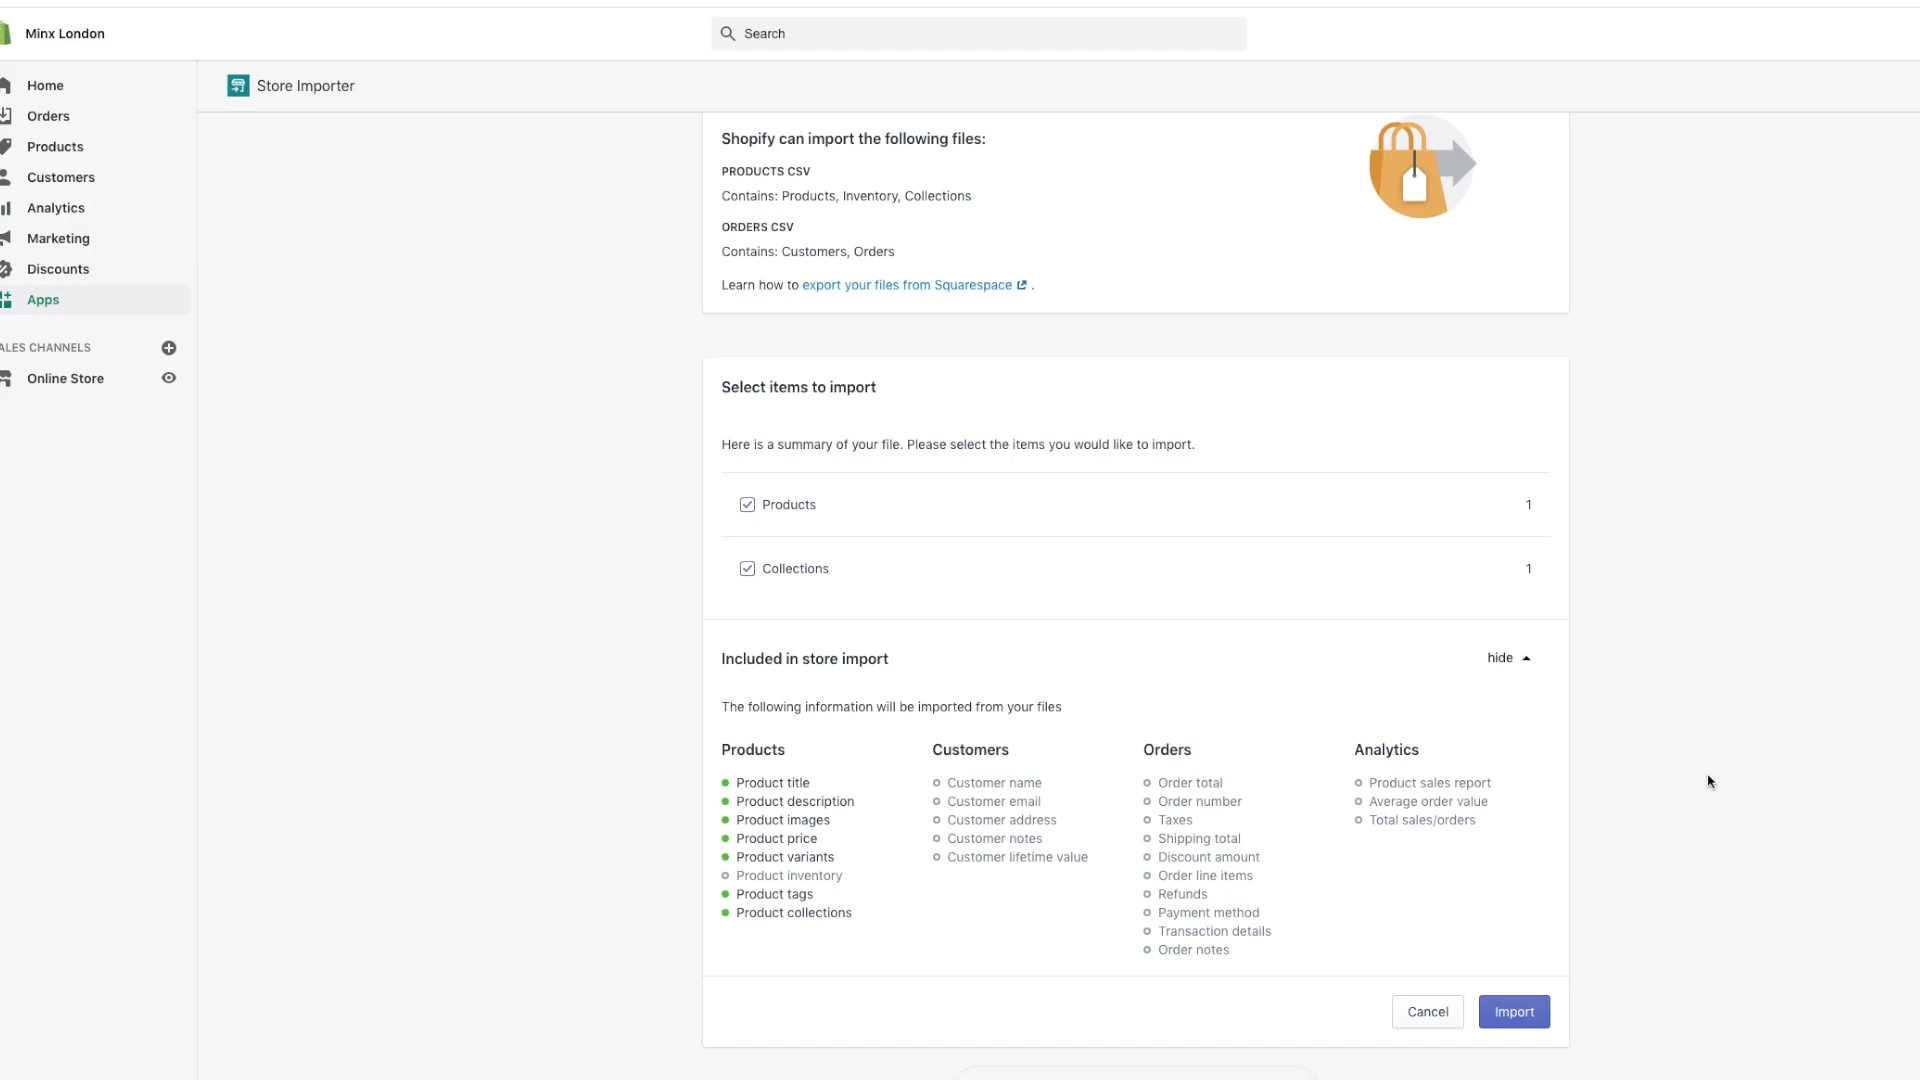 Minx London
Search
Home
Orders
Products
Customers
Analytics
Marketing
Discounts
Apps
ALES CHANNELS
Online Store
Store Importer
Shopify can import the following files:
PRODUCTS CSV
Contains: Products, Inventory, Collections
ORDERS CSV
Contains: Customers, Orders
Learn how to export your files from Squarespace .
Select items to import
Here is a summary of your file. Please select the items you would like to import.
Products 1
Collections 1
Included in store import hide
The following information will be imported from your files
Products
Product title
Product description
Product images
Product price
Product variants
Product inventory
Product tags
Product collections
Customers
Customer name
Customer email
Customer address
Customer notes
Customer lifetime value
Orders
Order total
Order number
Taxes
Shipping total
Discount amount
Order line items
Refunds
Payment method
Transaction details
Order notes
Analytics
Product sales report
Average order value
Total sales/orders
Cancel Import